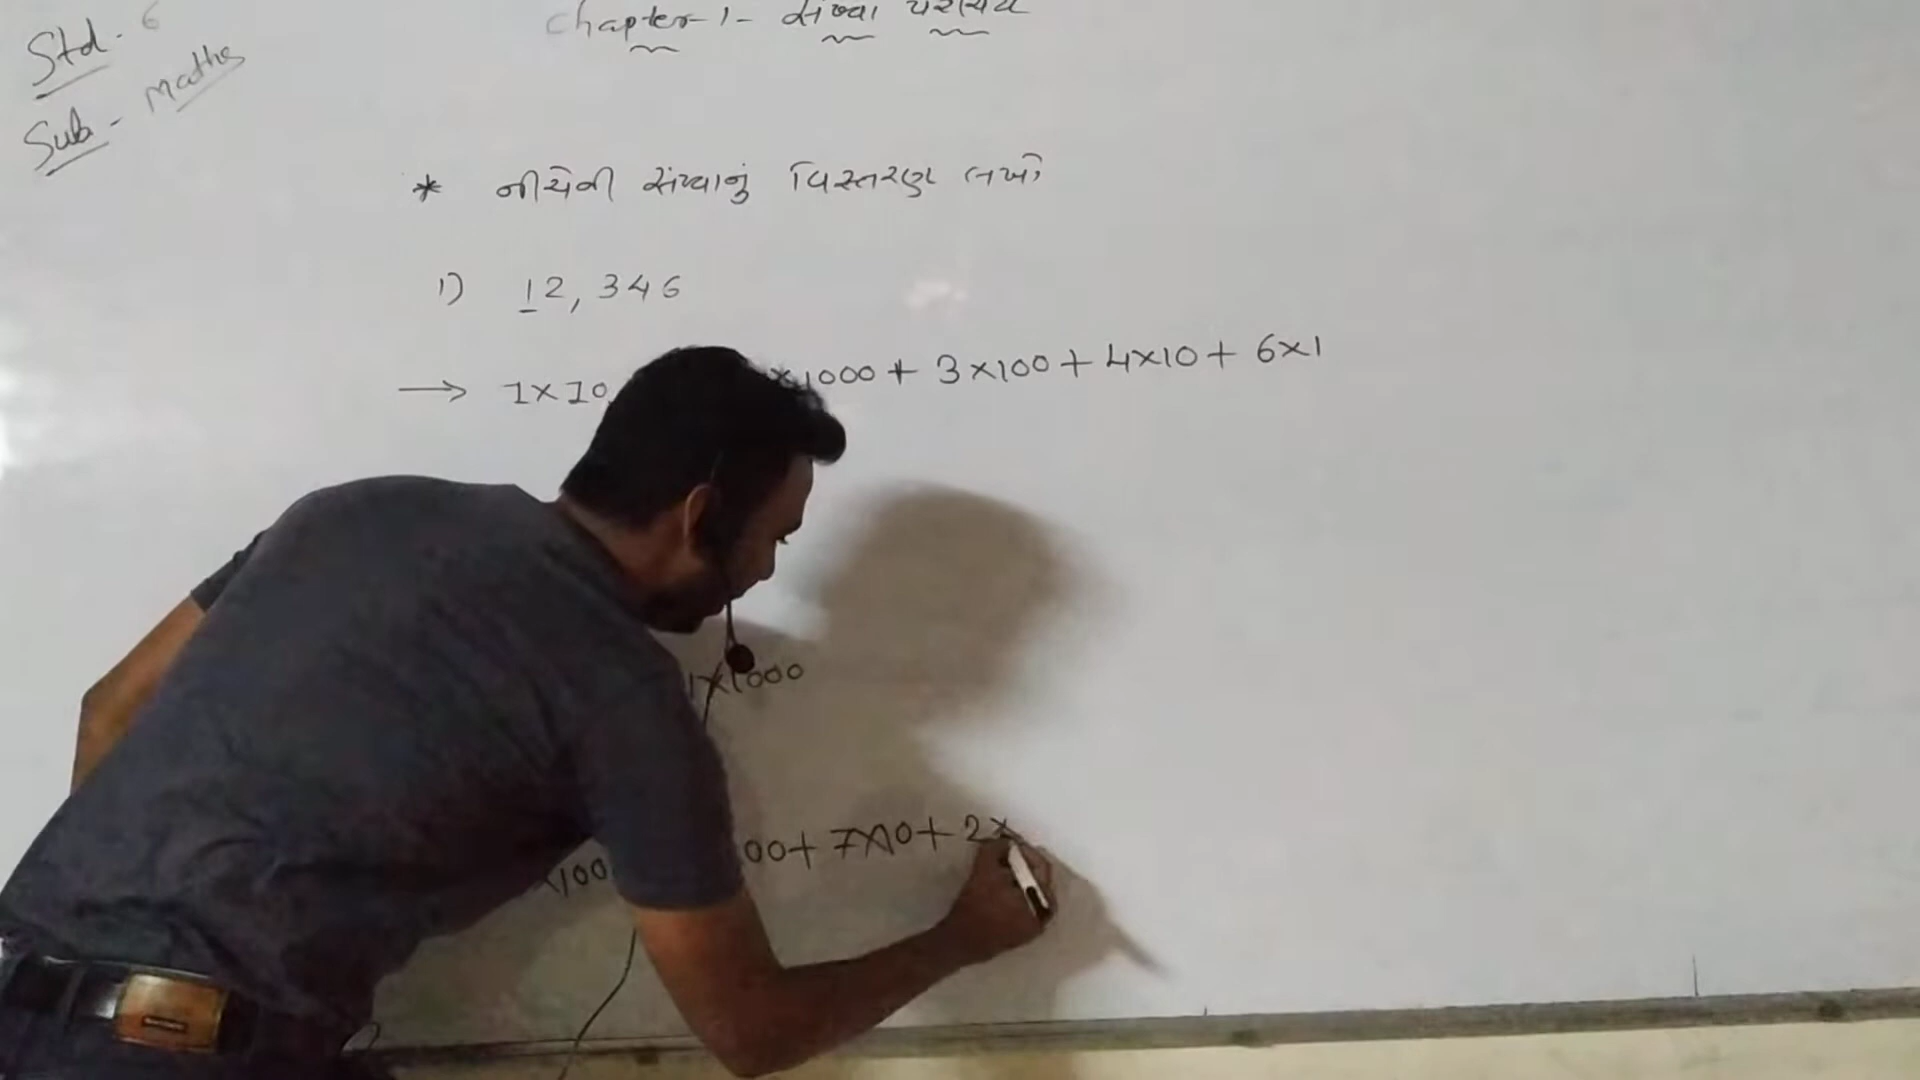 Std. 6
Chapter-1- સંખ્યા પરિચય
Sub - Maths
* નીચેની સંખ્યાનું વિસ્તરણ લખો
1) 12,346
→ 1×10 ×1000 + 3×100 + 4×10 + 6×1
1×1000
×100 00 + 7×10 + 2×